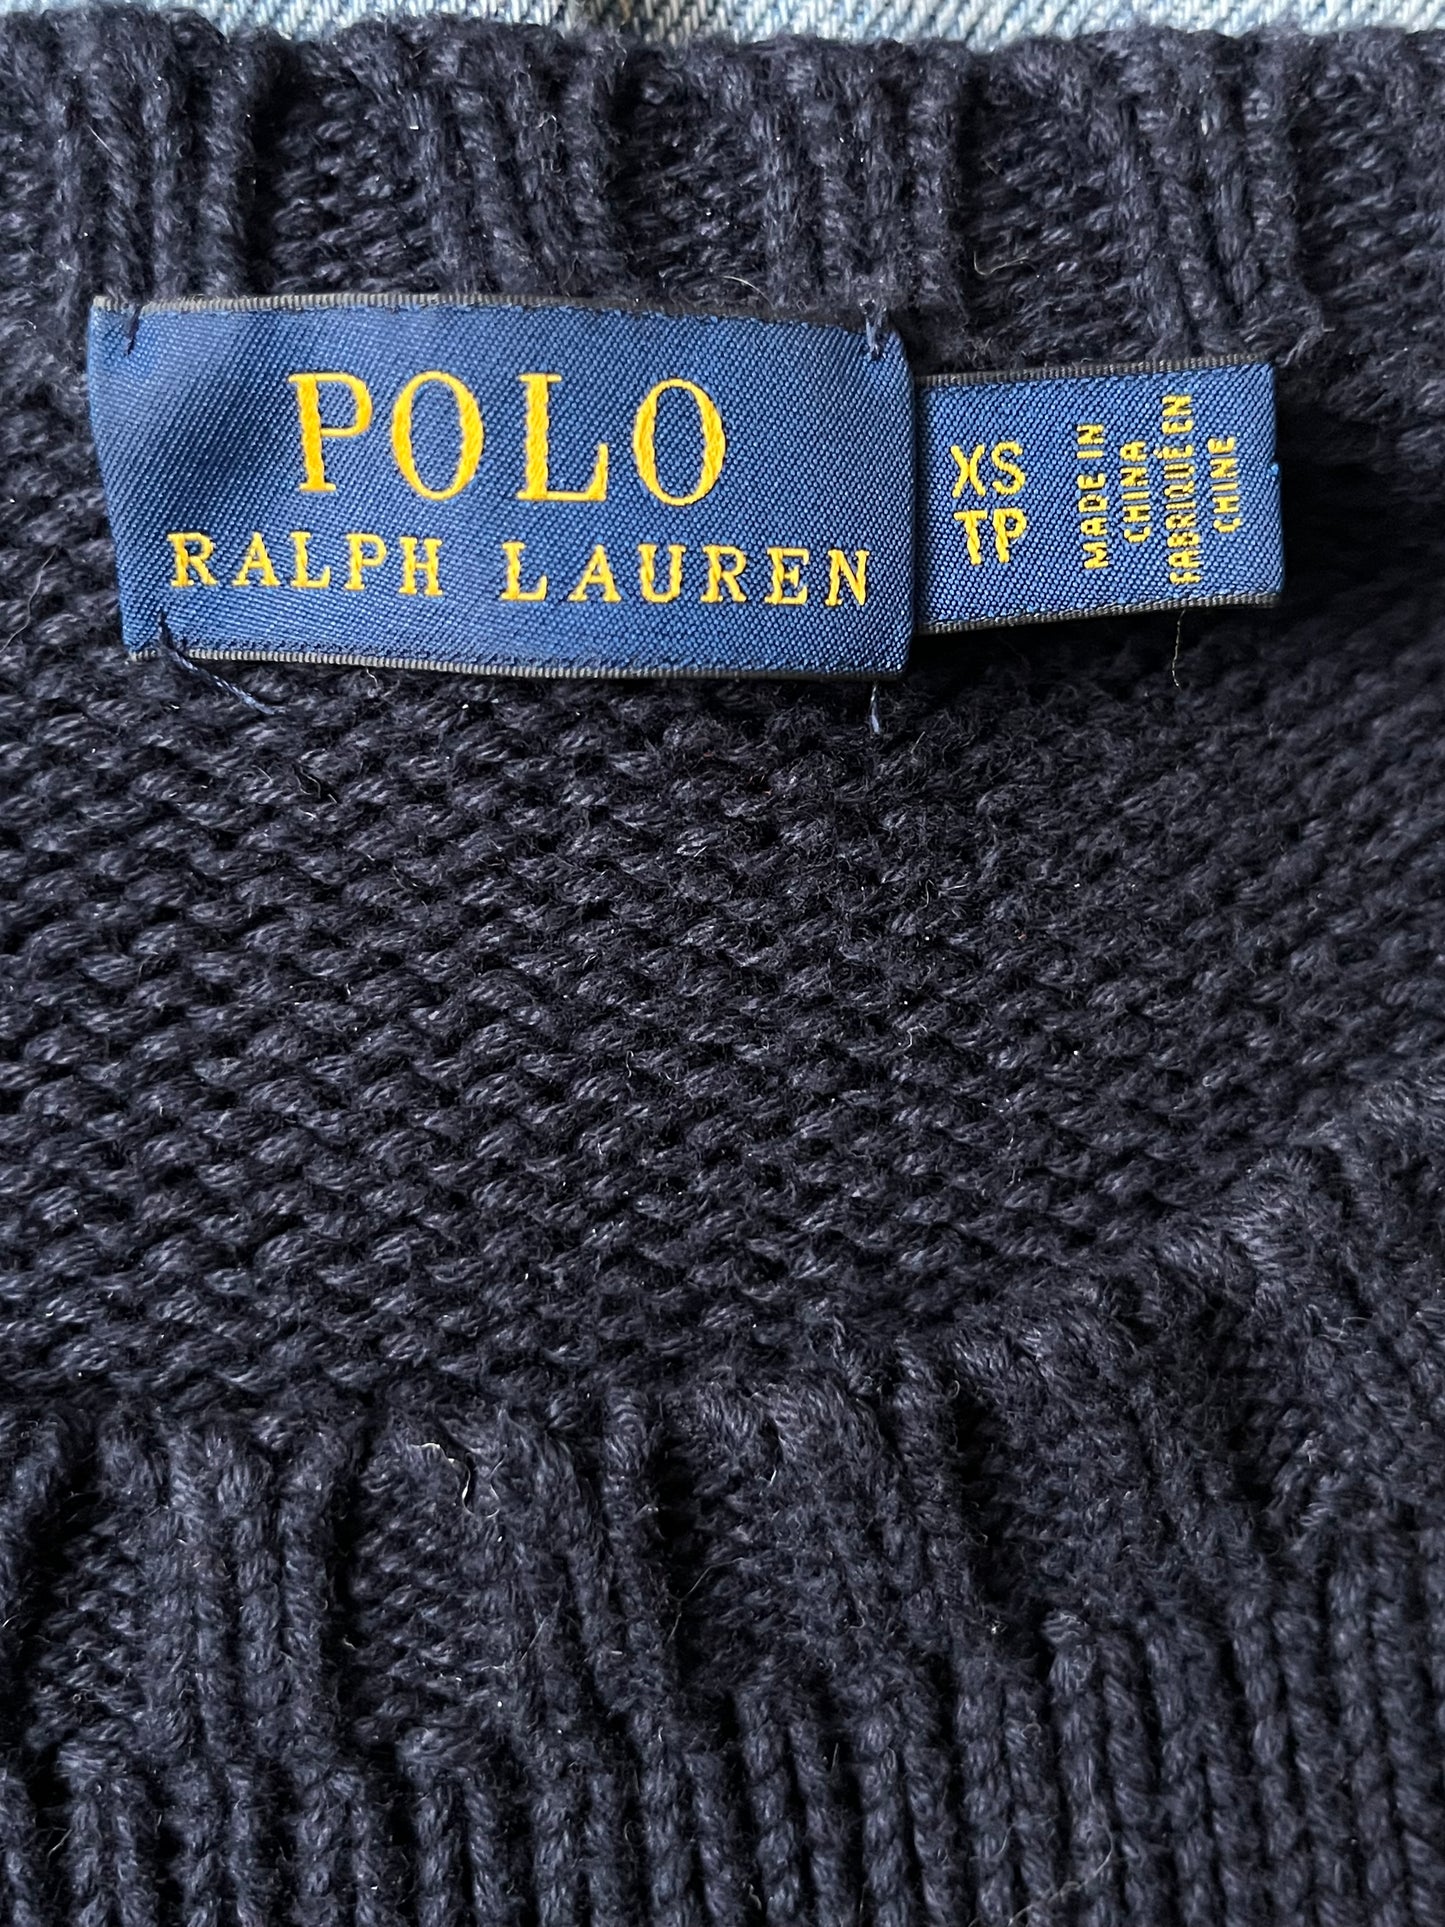 POLO
RALPH LAUREN
XS
TP
MADE IN
CHINA
FABRIQUÉ EN
CHINE